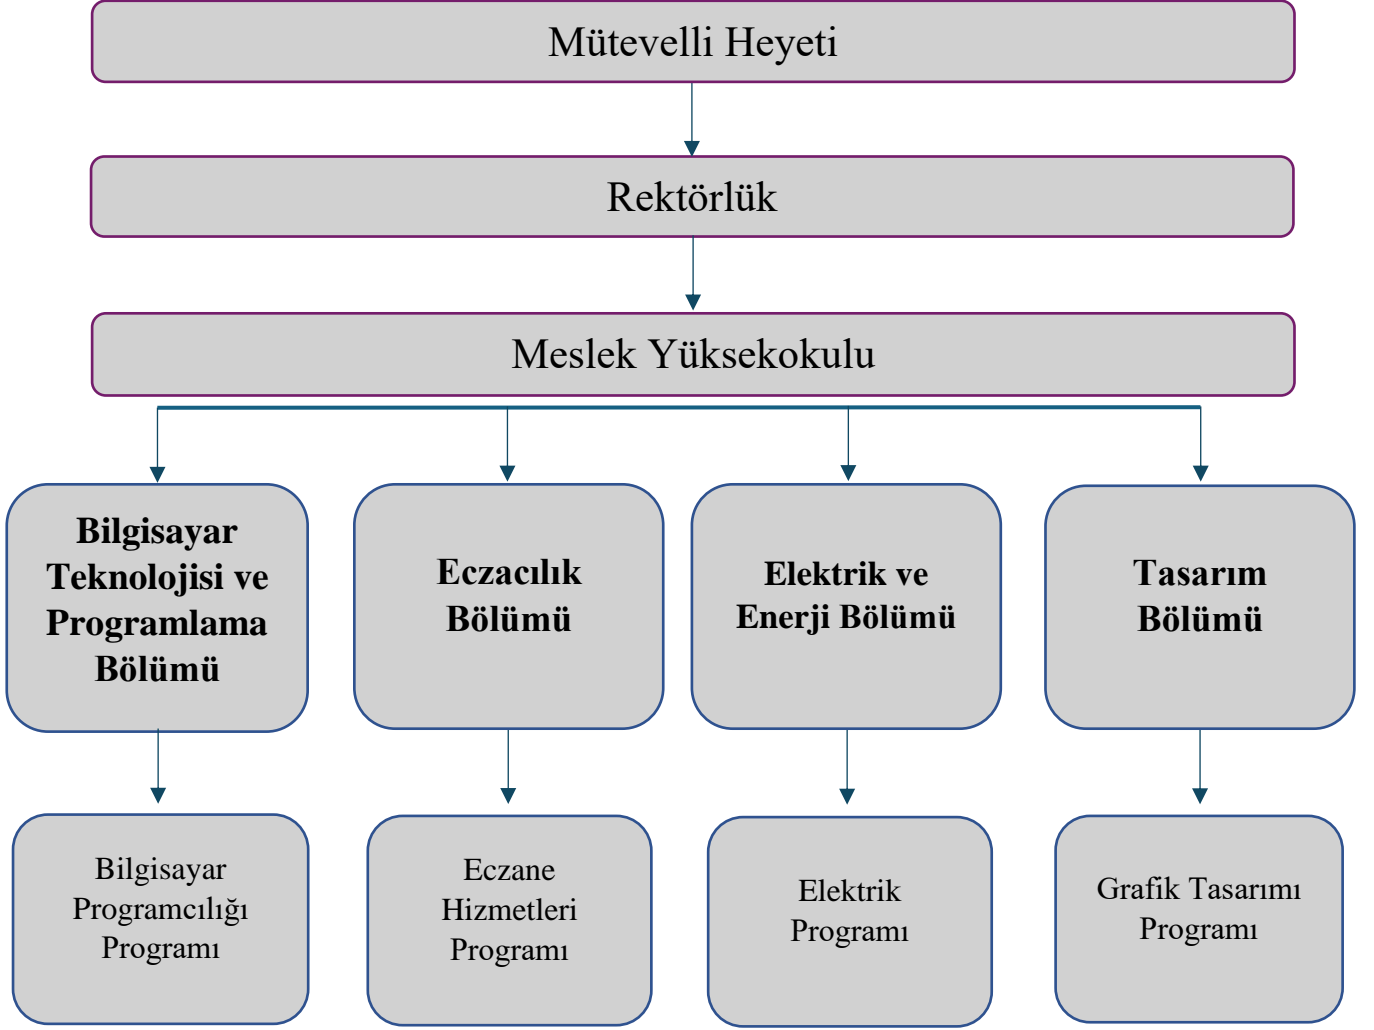 Mütevelli Heyeti
Rektörlük
Meslek Yüksekokulu
Bilgisayar
Teknolojisi ve
Programlama
Bölümü
Eczacılık
Bölümü
Elektrik ve
Enerji Bölümü
Tasarım
Bölümü
Bilgisayar
Programcılığı
Programı
Eczane
Hizmetleri
Programı
Elektrik
Programı
Grafik Tasarımı
Programı